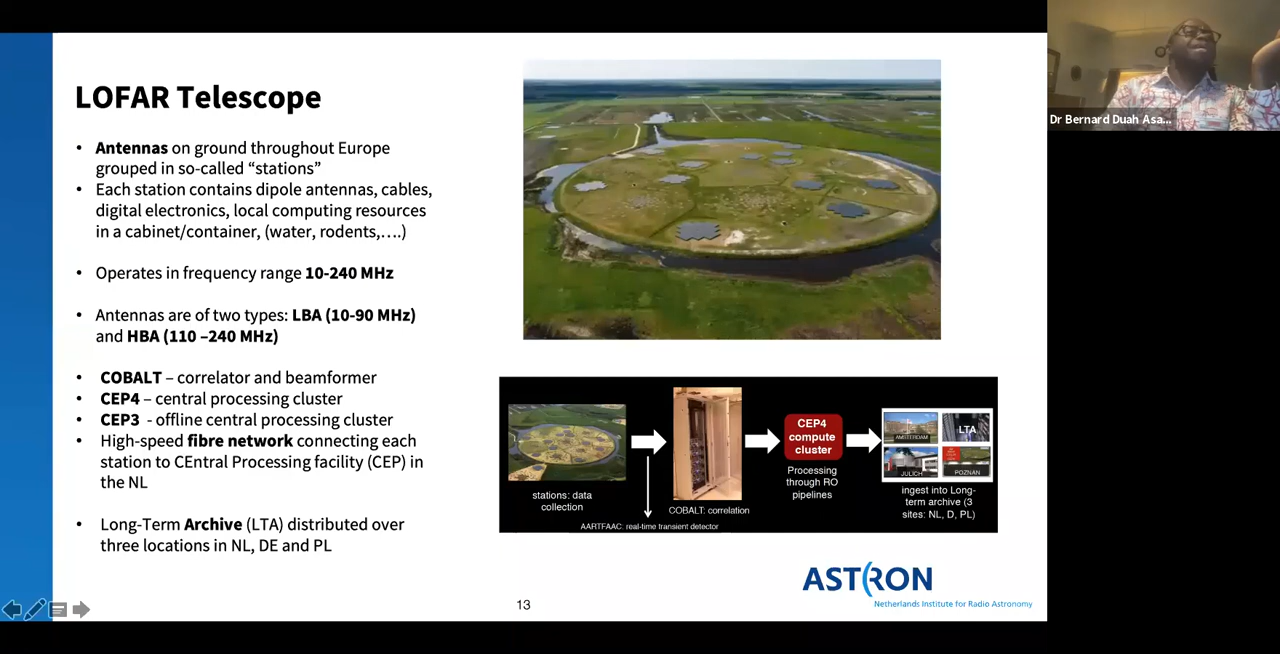 LOFAR Telescope
• Antennas on ground throughout Europe
grouped in so-called “stations”
• Each station contains dipole antennas, cables,
digital electronics, local computing resources
in a cabinet/container, (water, rodents,….)
• Operates in frequency range 10-240 MHz
• Antennas are of two types: LBA (10-90 MHz)
and HBA (110 –240 MHz)
• COBALT – correlator and beamformer
• CEP4 – central processing cluster
• CEP3 - offline central processing cluster
• High-speed fibre network connecting each
station to CEntral Processing facility (CEP) in
the NL
• Long-Term Archive (LTA) distributed over
three locations in NL, DE and PL
stations: data
collection
AARTFAAC: real-time transient detector
COBALT: correlation
CEP4
compute
cluster
Processing
through RO
pipelines
AMSTERDAM
LTA
JULICH
POZNAN
ingest into Long-
term archive (3
sites: NL, D, PL)
ASTRON
Netherlands Institute for Radio Astronomy
13
Dr Bernard Duah Asa...